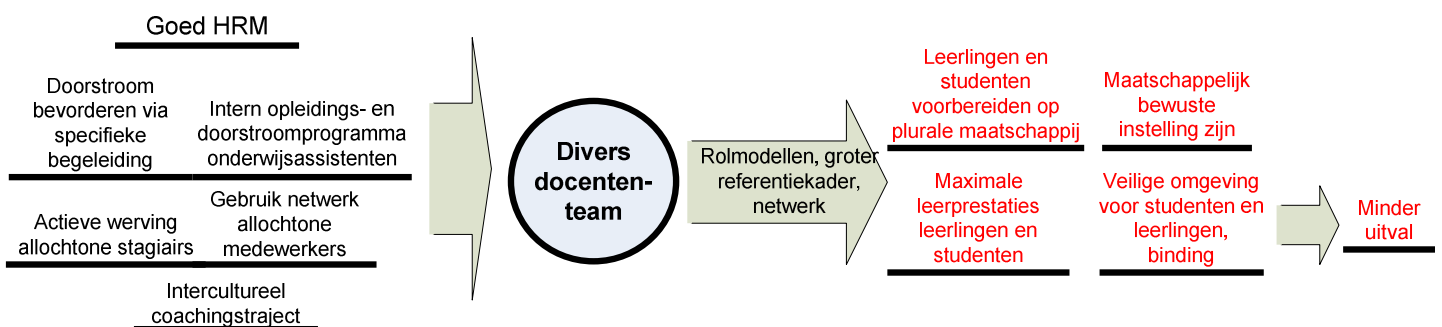 Goed HRM
Doorstroom
bevorderen via
specifieke
begeleiding
Intern opleidings- en
doorstroomprogramma
onderwijsassistenten
Actieve werving
allochtone stagiairs
Gebruik netwerk
allochtone
medewerkers
Intercultureel
coachingstraject
Divers
docenten-
team
Rolmodellen, groter
referentiekader,
netwerk
Leerlingen en
studenten
voorbereiden op
plurale maatschappij
Maatschappelijk
bewuste
instelling zijn
Maximale
leerprestaties
leerlingen en
studenten
Veilige omgeving
voor studenten en
leerlingen,
binding
Minder
uitval